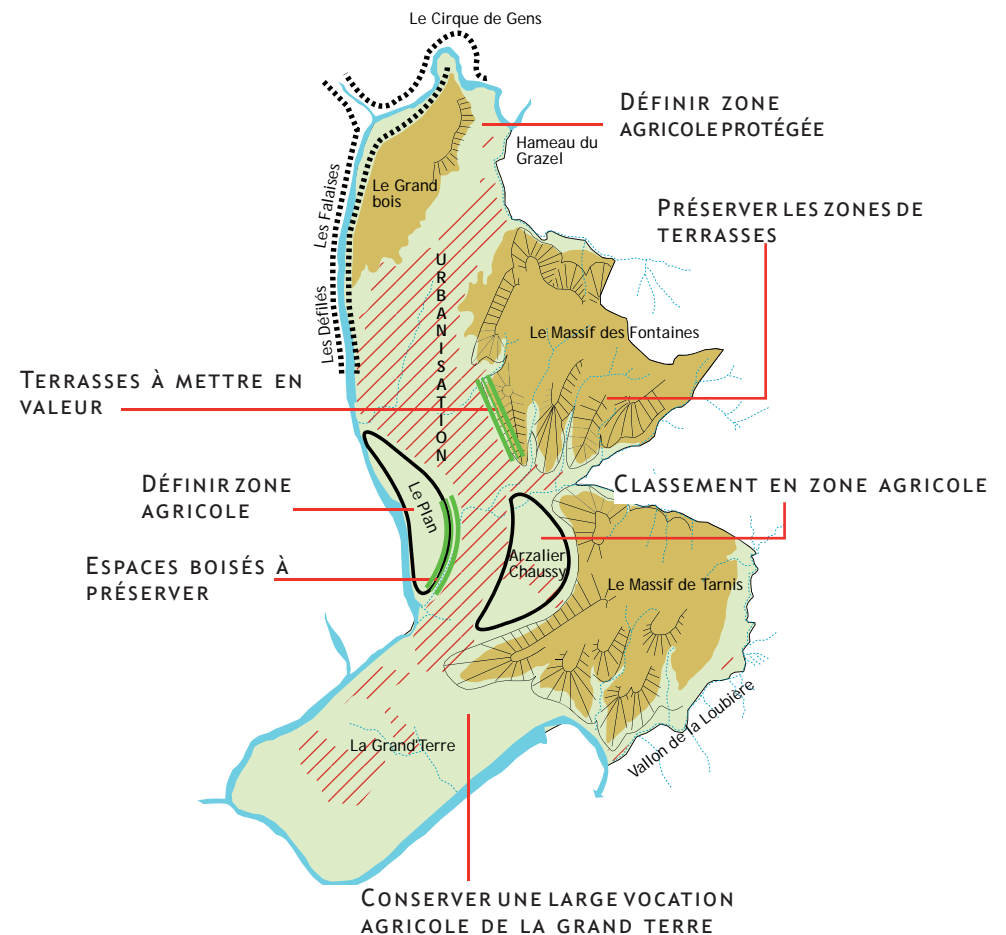 Le Cirque de Gens
DÉFINIR ZONE
AGRICOLE PROTÉGÉE
Hameau du
Grazel
Le Grand
bois
Les Falaises
PRÉSERVER LES ZONES DE
TERRASSES
URBANISATION
Les Défilés
Le Massif des Fontaines
TERRASSES À METTRE EN
VALEUR
DÉFINIR ZONE
AGRICOLE
Le Plan
CLASSEMENT EN ZONE AGRICOLE
ESPACES BOISÉS À
PRÉSERVER
Arzalier
Chaussy
Le Massif de Tarnis
Vallon de la Loubière
La Grand'Terre
CONSERVER UNE LARGE VOCATION
AGRICOLE DE LA GRAND TERRE